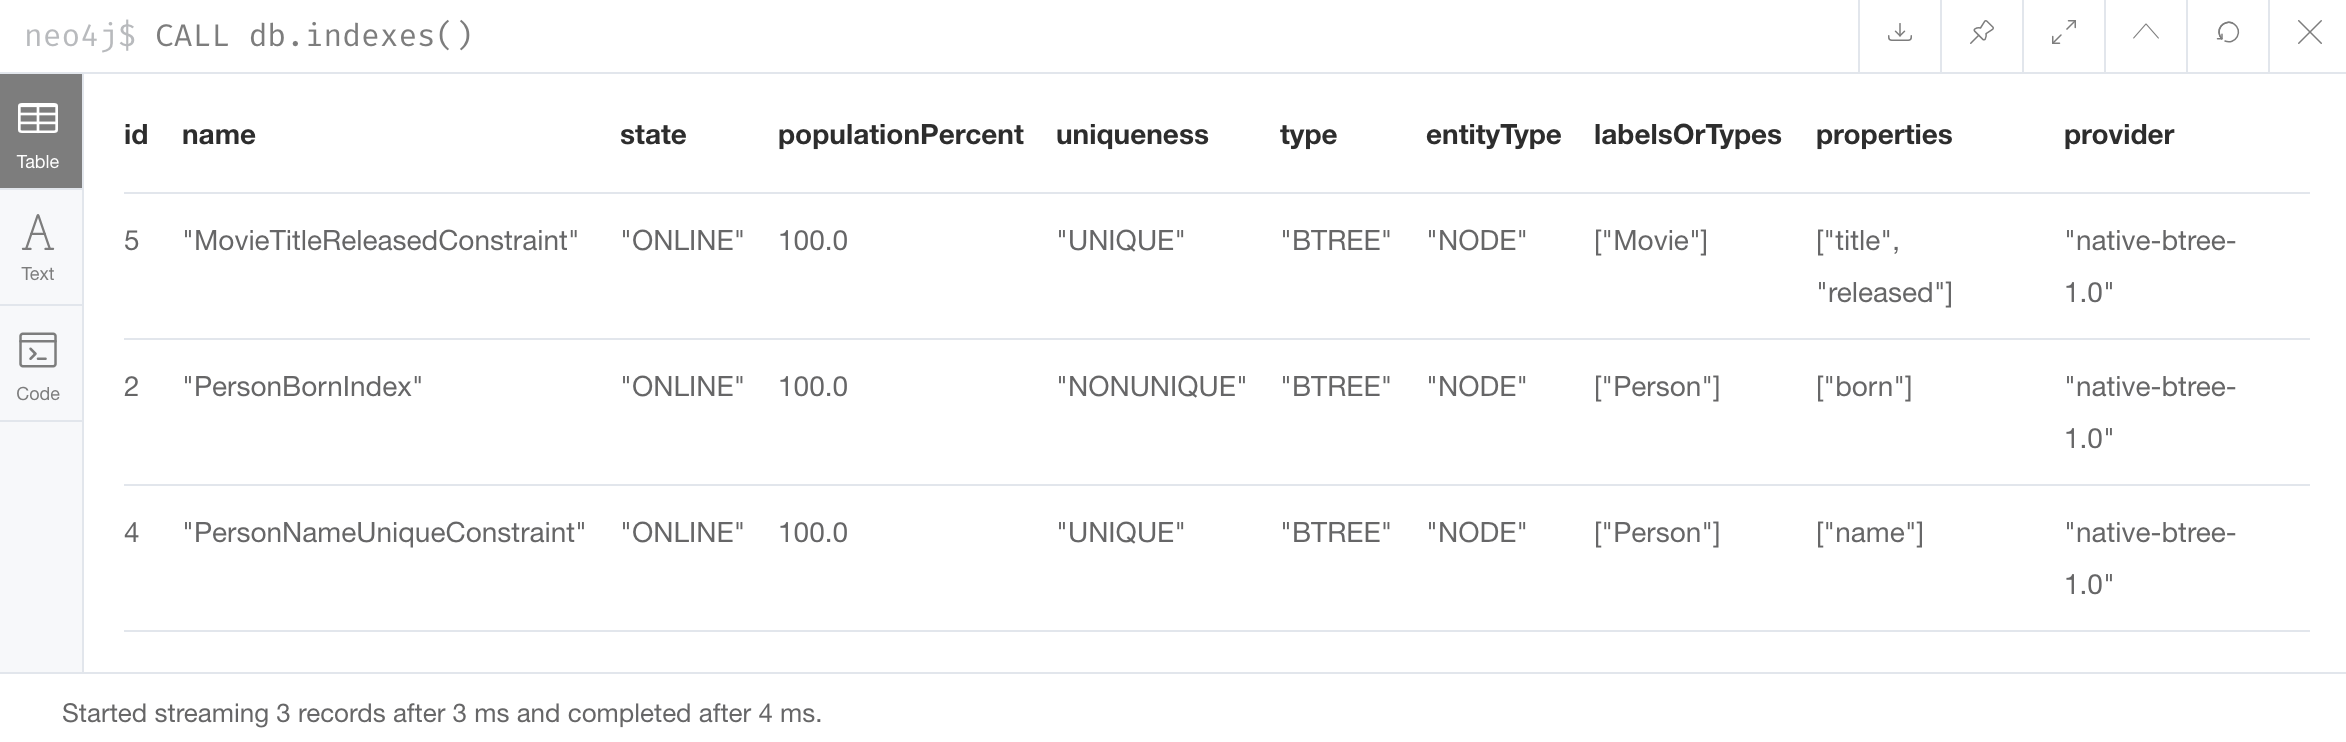 neo4j$ CALL db.indexes()
Table
Text
Code
id name state populationPercent uniqueness type entityType labelsOrTypes properties provider
5 "MovieTitleReleasedConstraint" "ONLINE" 100.0 "UNIQUE" "BTREE" "NODE" ["Movie"] ["title", "native-btree-
"released"] 1.0"
2 "PersonBornIndex" "ONLINE" 100.0 "NONUNIQUE" "BTREE" "NODE" ["Person"] ["born"] "native-btree-
1.0"
4 "PersonNameUniqueConstraint" "ONLINE" 100.0 "UNIQUE" "BTREE" "NODE" ["Person"] ["name"] "native-btree-
1.0"
Started streaming 3 records after 3 ms and completed after 4 ms.